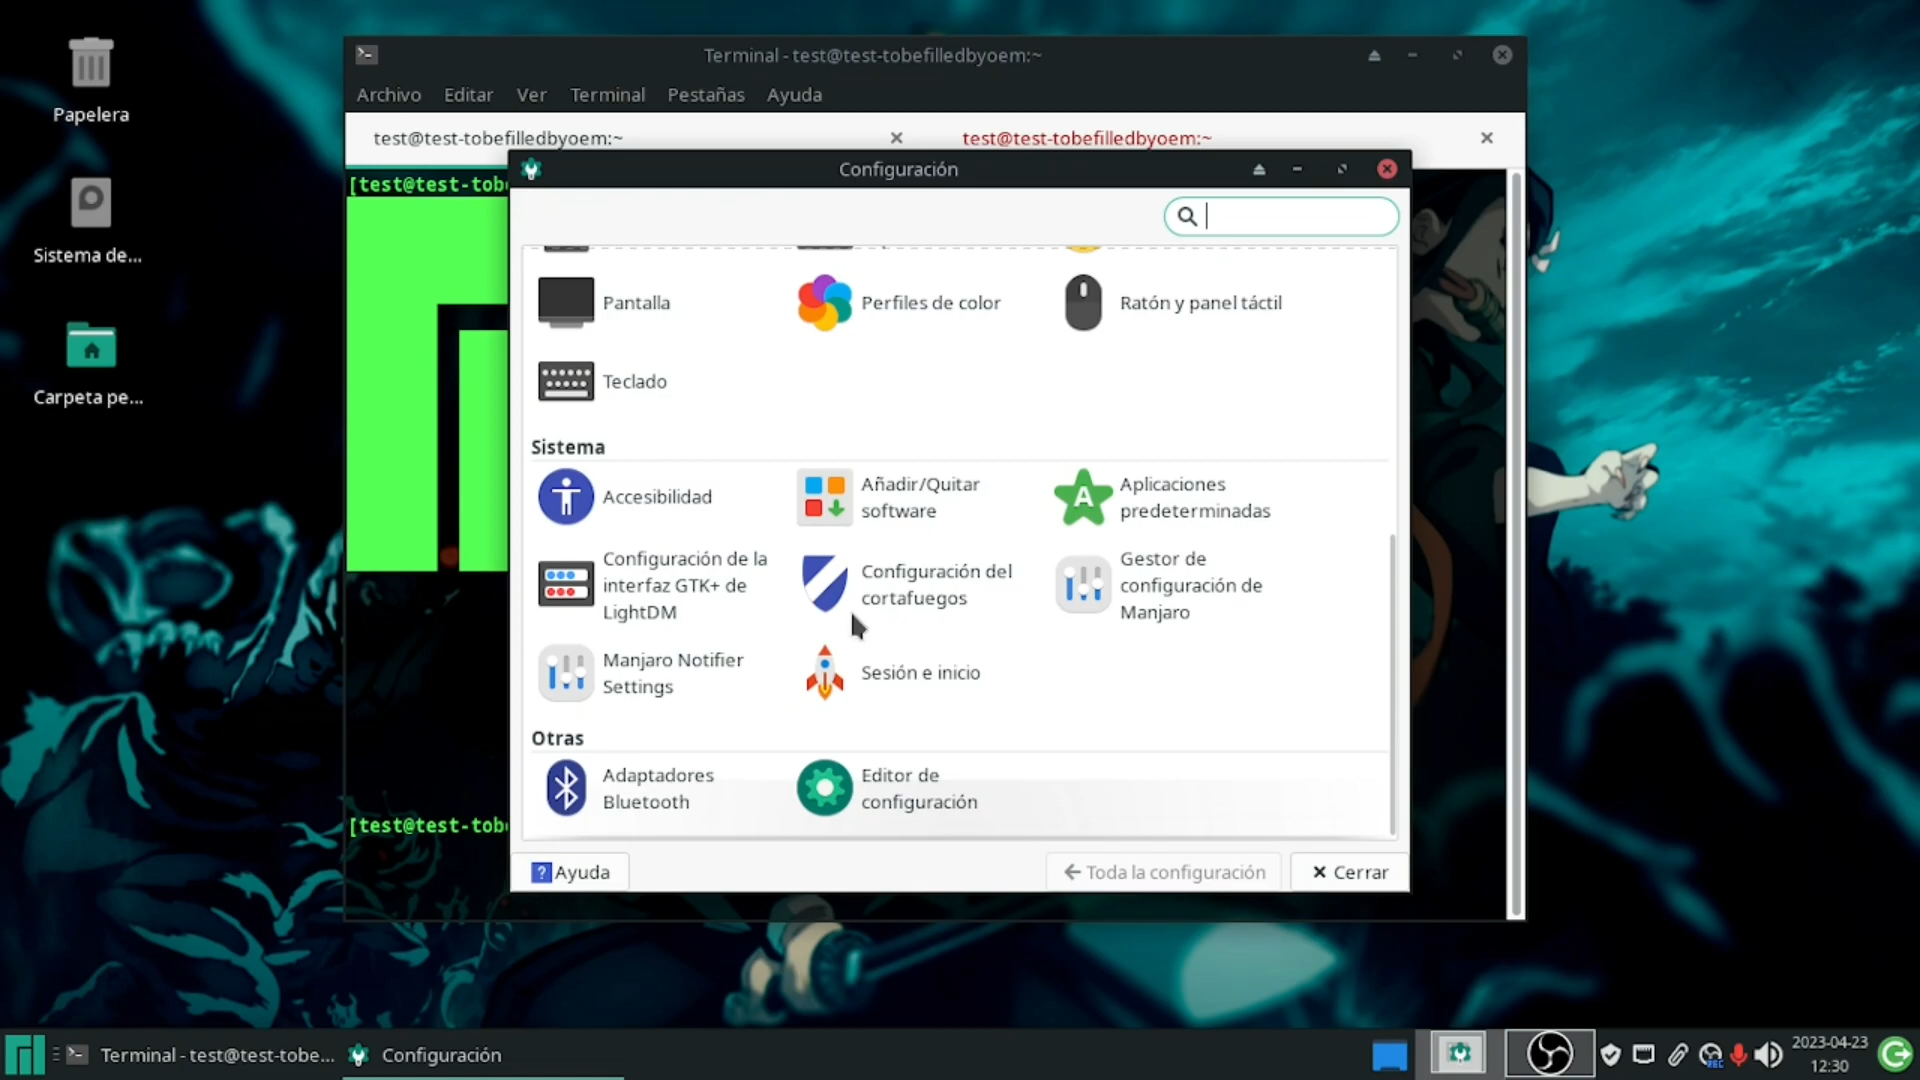 Terminal - test@test-tobefilledbyoem:~
Archivo Editar Ver Terminal Pestañas Ayuda
test@test-tobefilledbyoem:~ test@test-tobefilledbyoem:~
Papelera
Sistema de...
Carpeta pe...
[test@test-tob
Configuración
Pantalla
Perfiles de color
Ratón y panel táctil
Teclado
Sistema
Accesibilidad
Añadir/Quitar
software
Aplicaciones
predeterminadas
Configuración de la
interfaz GTK+ de
LightDM
Configuración del
cortafuegos
Gestor de
configuración de
Manjaro
Manjaro Notifier
Settings
Sesión e inicio
Otras
Adaptadores
Bluetooth
Editor de
configuración
[test@test-tob
? Ayuda
Toda la configuración
Cerrar
Terminal - test@test-tobe...
Configuración
REC
2023-04-23
12:30